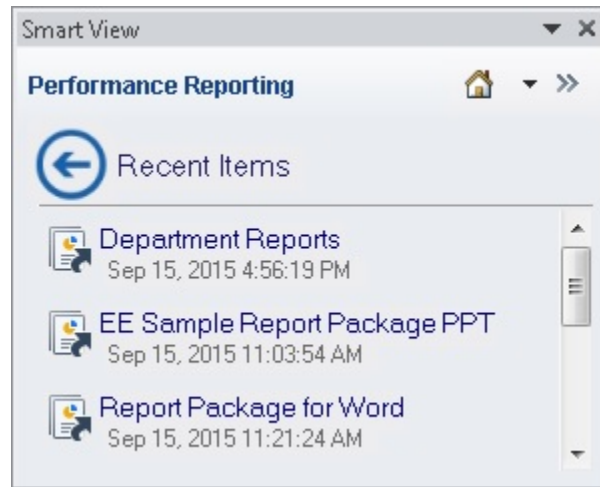 Smart View
Performance Reporting
Recent Items
Department Reports
Sep 15, 2015 4:56:19 PM
EE Sample Report Package PPT
Sep 15, 2015 11:03:54 AM
Report Package for Word
Sep 15, 2015 11:21:24 AM